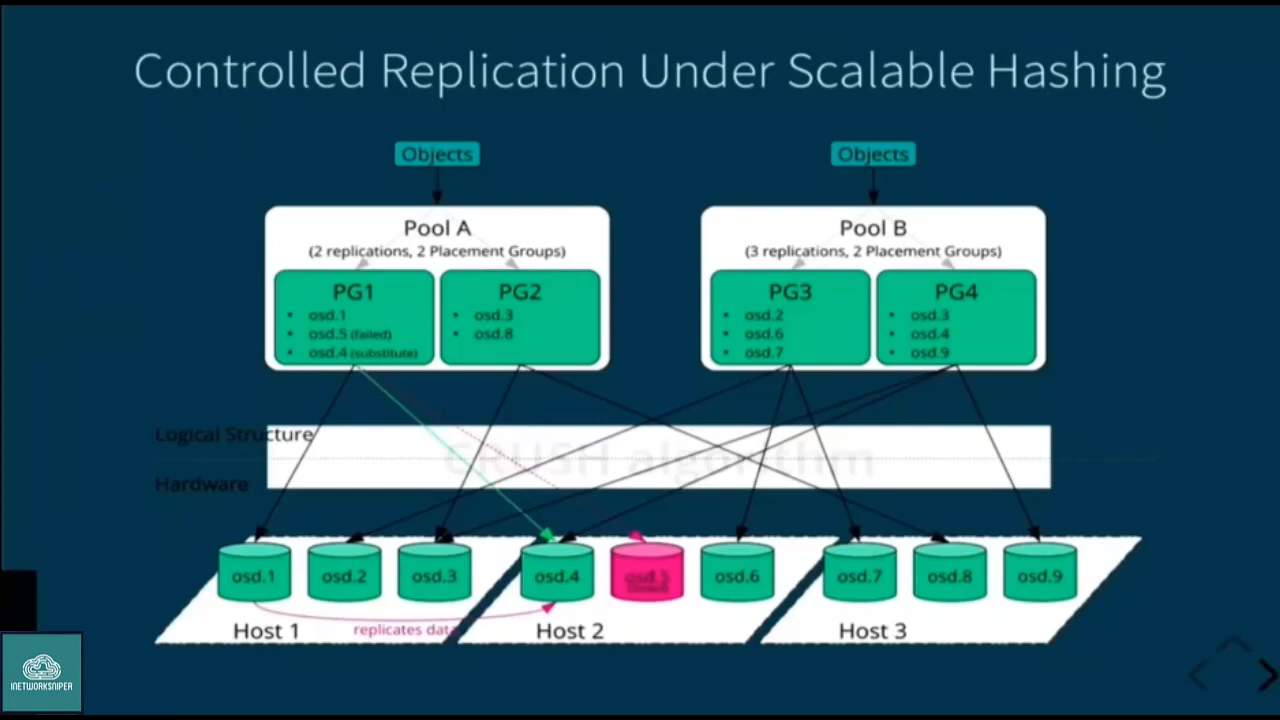 Controlled Replication Under Scalable Hashing
Objects
Objects
Pool A
(2 replications, 2 Placement Groups)
PG1
• osd.1
• osd.5 (failed)
• osd.4 (substitute)
PG2
• osd.3
• osd.8
Pool B
(3 replications, 2 Placement Groups)
PG3
• osd.2
• osd.6
• osd.7
PG4
• osd.3
• osd.4
• osd.9
Logical Structure
CRUSH algorithm
Hardware
osd.1
osd.2
osd.3
osd.4
osd.5
osd.6
osd.7
osd.8
osd.9
Host 1
replicates data
Host 2
Host 3
INETWORKSNIPER